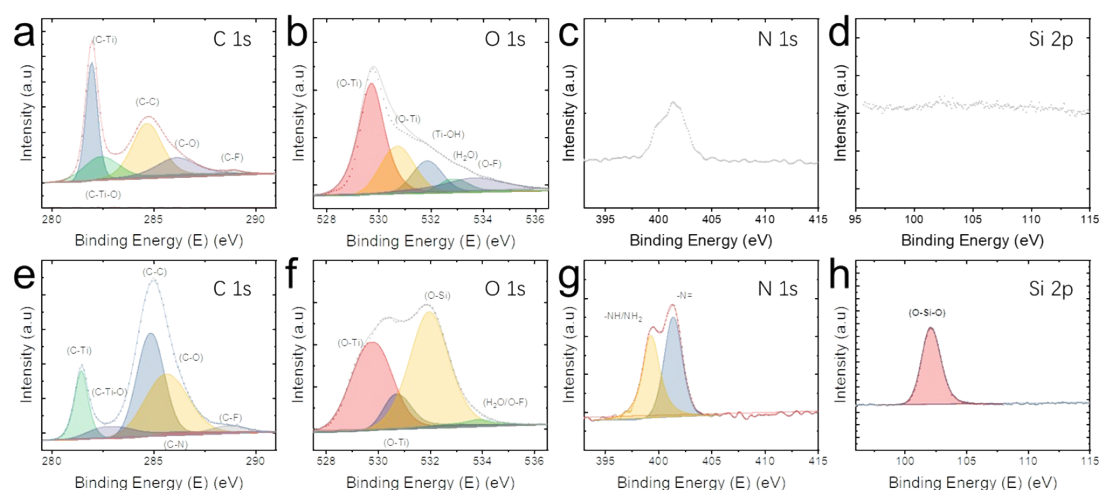 a
C 1s
(C-Ti)
(C-C)
(C-O)
(C-F)
(C-Ti-O)
Intensity (a.u)
280 285 290
Binding Energy (E) (eV)
b
O 1s
(O-Ti)
(O-Ti)
(Ti-OH)
(H₂O)
(O-F)
Intensity (a.u)
528 530 532 534 536
Binding Energy (E) (eV)
c
N 1s
Intensity (a.u)
395 400 405 410 415
Binding Energy (eV)
d
Si 2p
Intensity (a.u)
95 100 105 110 115
Binding Energy (eV)
e
C 1s
(C-C)
(C-Ti)
(C-O)
(C-Ti-O)
(C-F)
(C-N)
Intensity (a.u)
280 285 290
Binding Energy (E) (eV)
f
O 1s
(O-Si)
(O-Ti)
(H₂O/O-F)
(O-Ti)
Intensity (a.u)
528 530 532 534 536
Binding Energy (E) (eV)
g
N 1s
-N=
-NH/NH₂
Intensity (a.u)
395 400 405 410 415
Binding Energy (E) (eV)
h
Si 2p
(O-Si-O)
Intensity (a.u)
100 105 110 115
Binding Energy (E) (eV)